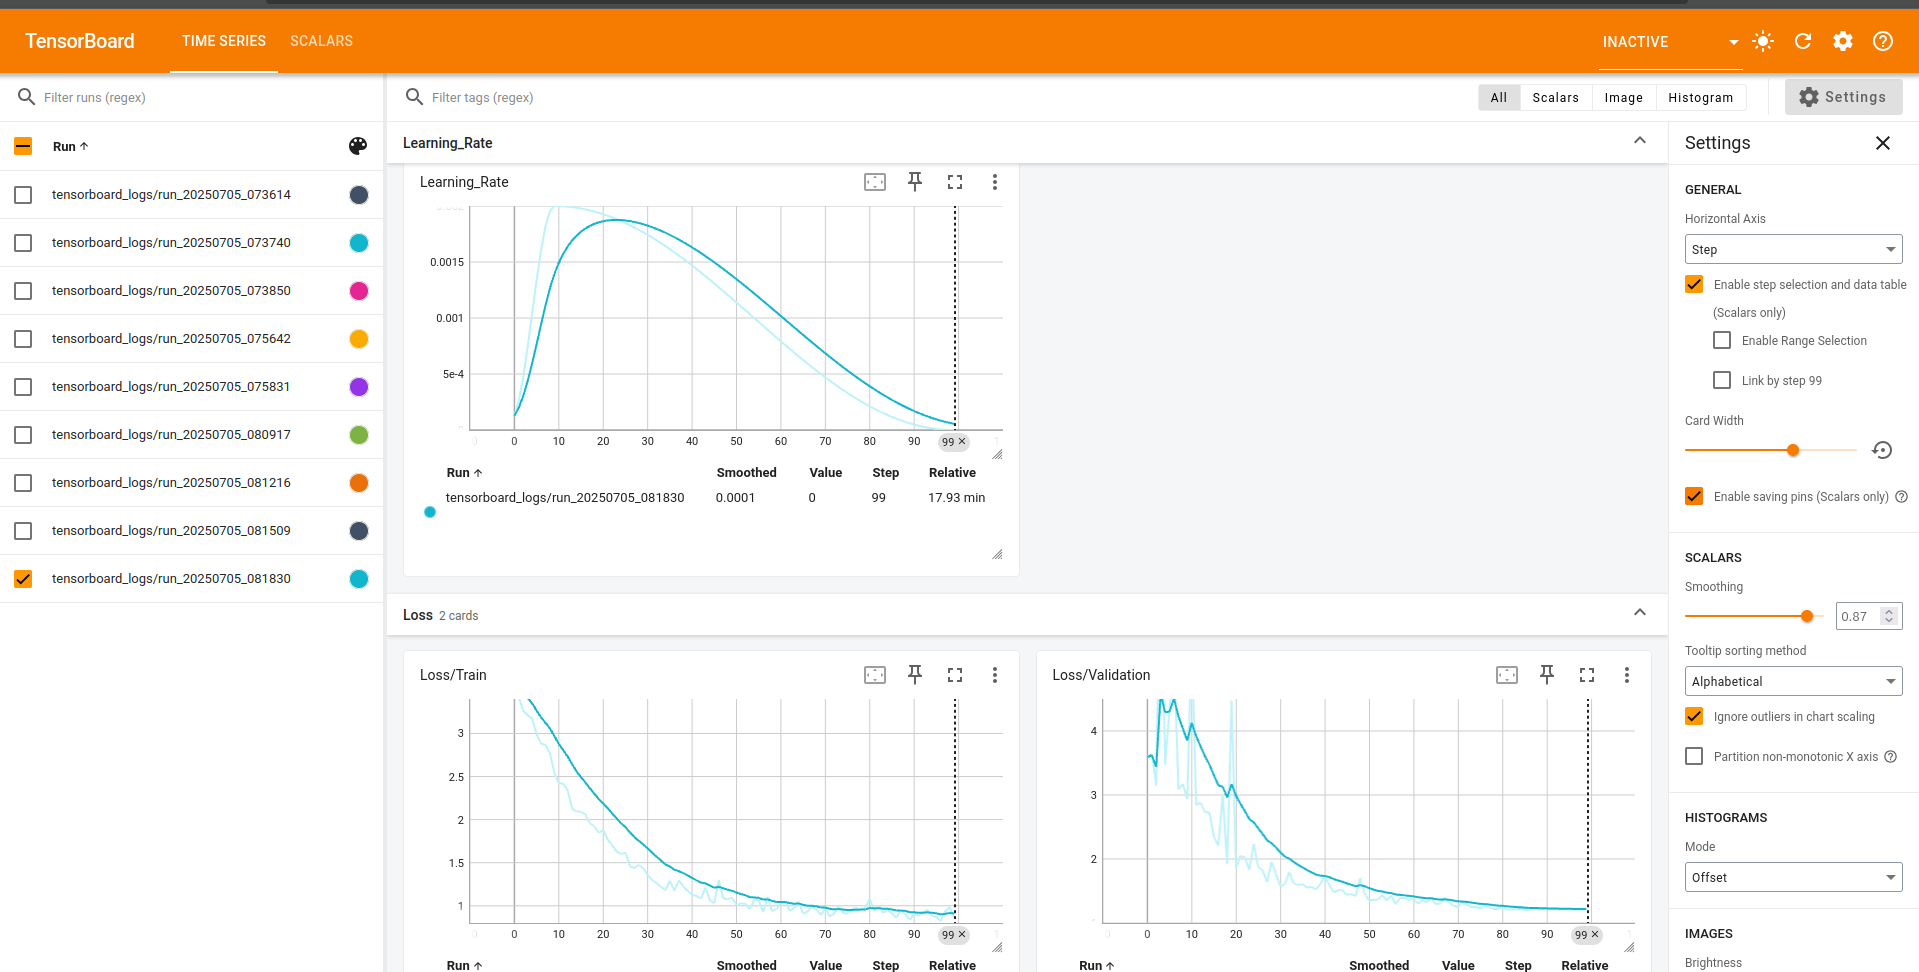 TensorBoard
TIME SERIES
SCALARS
INACTIVE
Filter runs (regex)
Filter tags (regex)
All
Scalars
Image
Histogram
Settings
Run ↑
tensorboard_logs/run_20250705_073614
tensorboard_logs/run_20250705_073740
tensorboard_logs/run_20250705_073850
tensorboard_logs/run_20250705_075642
tensorboard_logs/run_20250705_075831
tensorboard_logs/run_20250705_080917
tensorboard_logs/run_20250705_081216
tensorboard_logs/run_20250705_081509
tensorboard_logs/run_20250705_081830
Learning_Rate
Learning_Rate
0.0015
0.001
5e-4
0 10 20 30 40 50 60 70 80 90 99 ×
Run ↑ Smoothed Value Step Relative
tensorboard_logs/run_20250705_081830 0.0001 0 99 17.93 min
Loss 2 cards
Loss/Train
3
2.5
2
1.5
1
0 10 20 30 40 50 60 70 80 90 99 ×
Run ↑ Smoothed Value Step Relative
Loss/Validation
4
3
2
0 10 20 30 40 50 60 70 80 90 99 ×
Run ↑ Smoothed Value Step Relative
Settings
GENERAL
Horizontal Axis
Step
Enable step selection and data table
(Scalars only)
Enable Range Selection
Link by step 99
Card Width
Enable saving pins (Scalars only)
SCALARS
Smoothing
0.87
Tooltip sorting method
Alphabetical
Ignore outliers in chart scaling
Partition non-monotonic X axis
HISTOGRAMS
Mode
Offset
IMAGES
Brightness